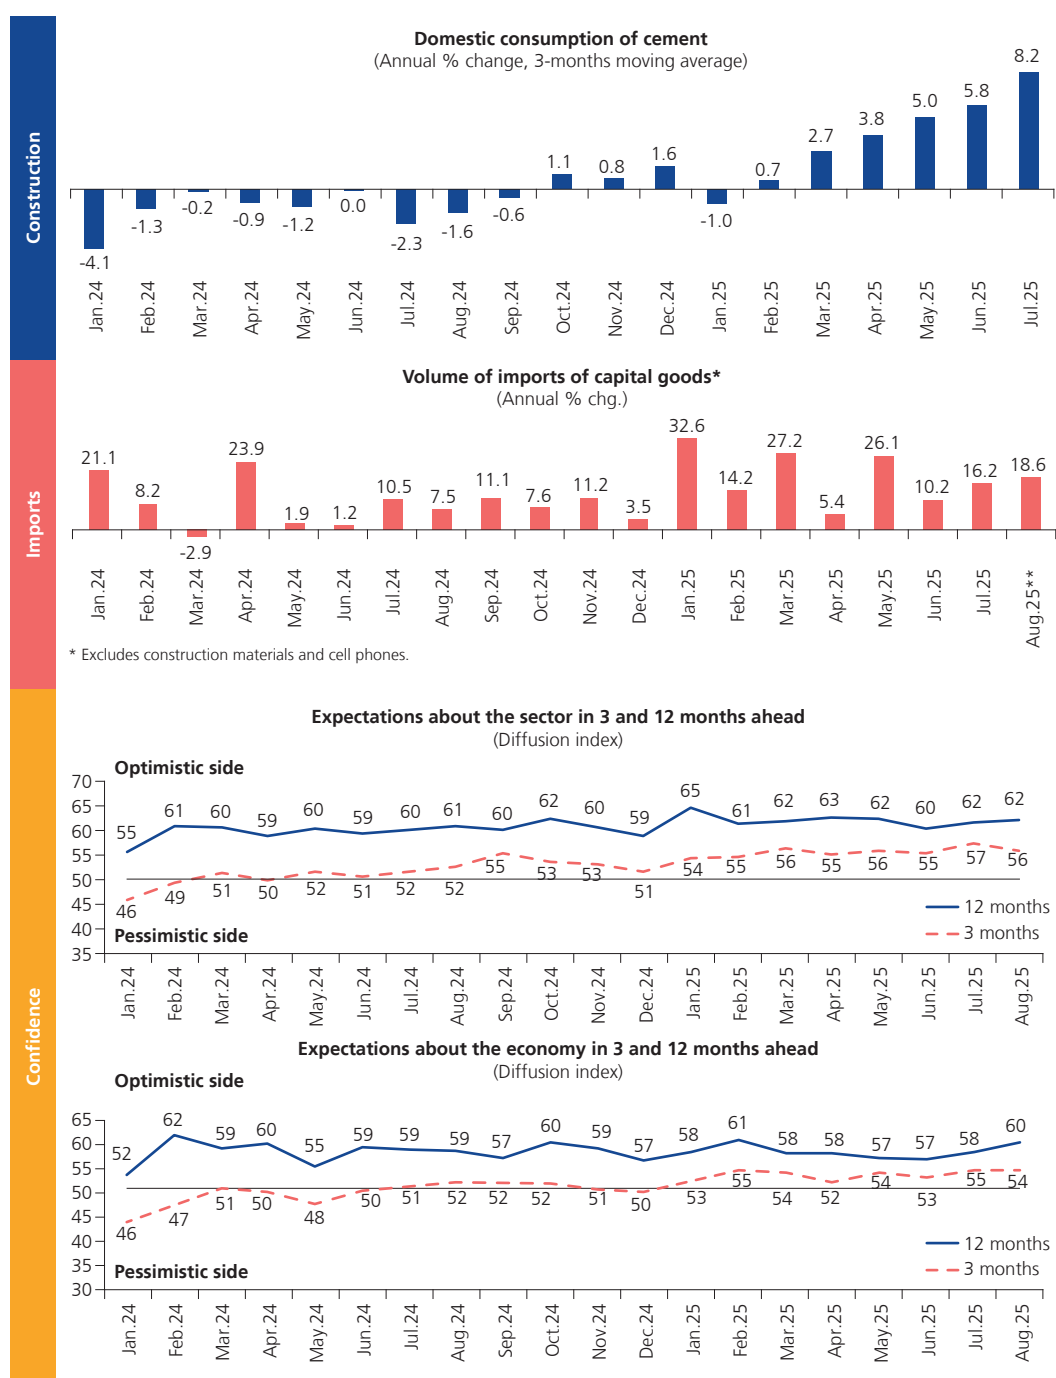 Construction
Domestic consumption of cement
(Annual % change, 3-months moving average)
-4.1
-1.3
-0.2
-0.9
-1.2
0.0
-2.3
-1.6
-0.6
1.1
0.8
1.6
-1.0
0.7
2.7
3.8
5.0
5.8
8.2
Jan.24
Feb.24
Mar.24
Apr.24
May.24
Jun.24
Jul.24
Aug.24
Sep.24
Oct.24
Nov.24
Dec.24
Jan.25
Feb.25
Mar.25
Apr.25
May.25
Jun.25
Jul.25
Imports
Volume of imports of capital goods*
(Annual % chg.)
21.1
8.2
-2.9
23.9
1.9
1.2
10.5
7.5
11.1
7.6
11.2
3.5
32.6
14.2
27.2
5.4
26.1
10.2
16.2
18.6
Jan.24
Feb.24
Mar.24
Apr.24
May.24
Jun.24
Jul.24
Aug.24
Sep.24
Oct.24
Nov.24
Dec.24
Jan.25
Feb.25
Mar.25
Apr.25
May.25
Jun.25
Jul.25
Aug.25**
* Excludes construction materials and cell phones.
Confidence
Expectations about the sector in 3 and 12 months ahead
(Diffusion index)
Optimistic side
70
65
60
55
50
45
40
35
55
61
60
59
60
59
60
61
60
62
60
59
65
61
62
63
62
60
62
62
46
49
51
50
52
51
52
52
55
53
53
51
54
55
56
55
56
55
57
56
12 months
3 months
Pessimistic side
Jan.24
Feb.24
Mar.24
Apr.24
May.24
Jun.24
Jul.24
Aug.24
Sep.24
Oct.24
Nov.24
Dec.24
Jan.25
Feb.25
Mar.25
Apr.25
May.25
Jun.25
Jul.25
Aug.25
Expectations about the economy in 3 and 12 months ahead
(Diffusion index)
Optimistic side
65
60
55
50
45
40
35
30
52
62
59
60
55
59
59
59
57
60
59
57
58
61
58
58
57
57
58
60
46
47
51
50
48
50
51
52
52
52
51
50
53
55
54
52
54
53
55
54
12 months
3 months
Pessimistic side
Jan.24
Feb.24
Mar.24
Apr.24
May.24
Jun.24
Jul.24
Aug.24
Sep.24
Oct.24
Nov.24
Dec.24
Jan.25
Feb.25
Mar.25
Apr.25
May.25
Jun.25
Jul.25
Aug.25